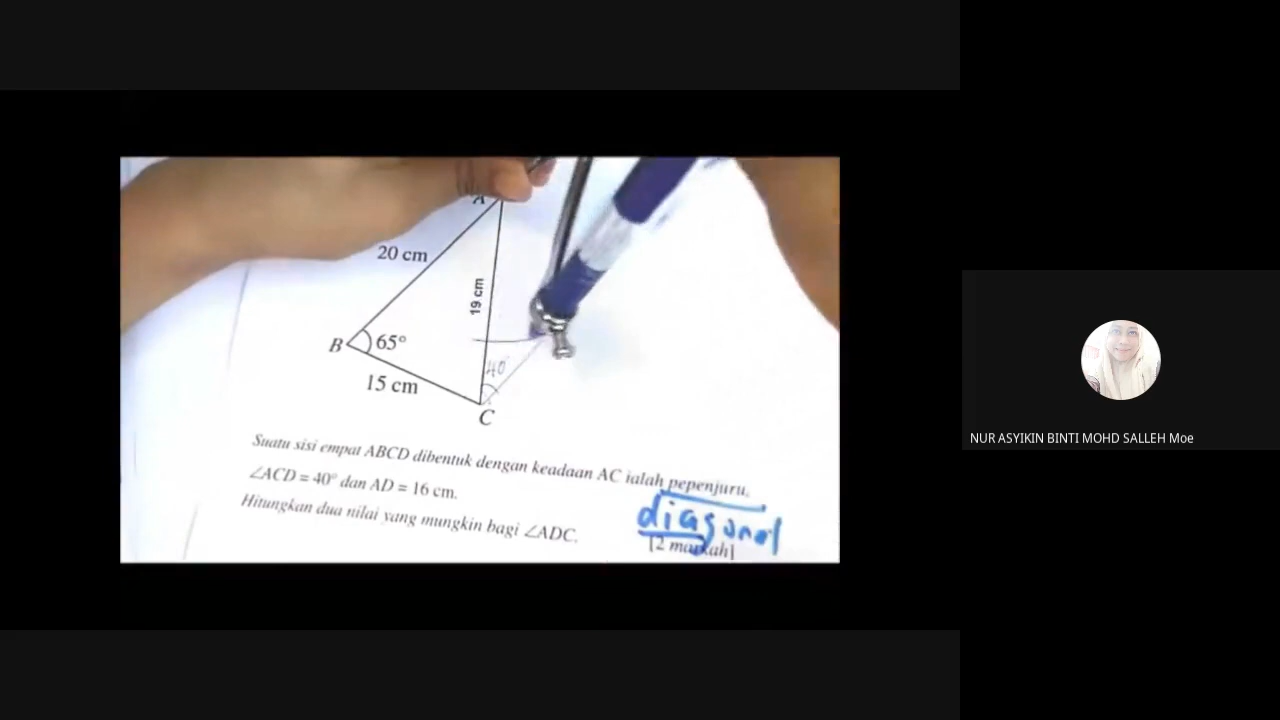 A
20 cm
19 cm
B 65°
40°
15 cm
C
Suatu sisi empat ABCD dibentuk dengan keadaan AC ialah pepenjuru.
∠ACD = 40° dan AD = 16 cm.
Hitungkan dua nilai yang mungkin bagi ∠ADC.
diagonal
[2 markah]
NUR ASYIKIN BINTI MOHD SALLEH Moe